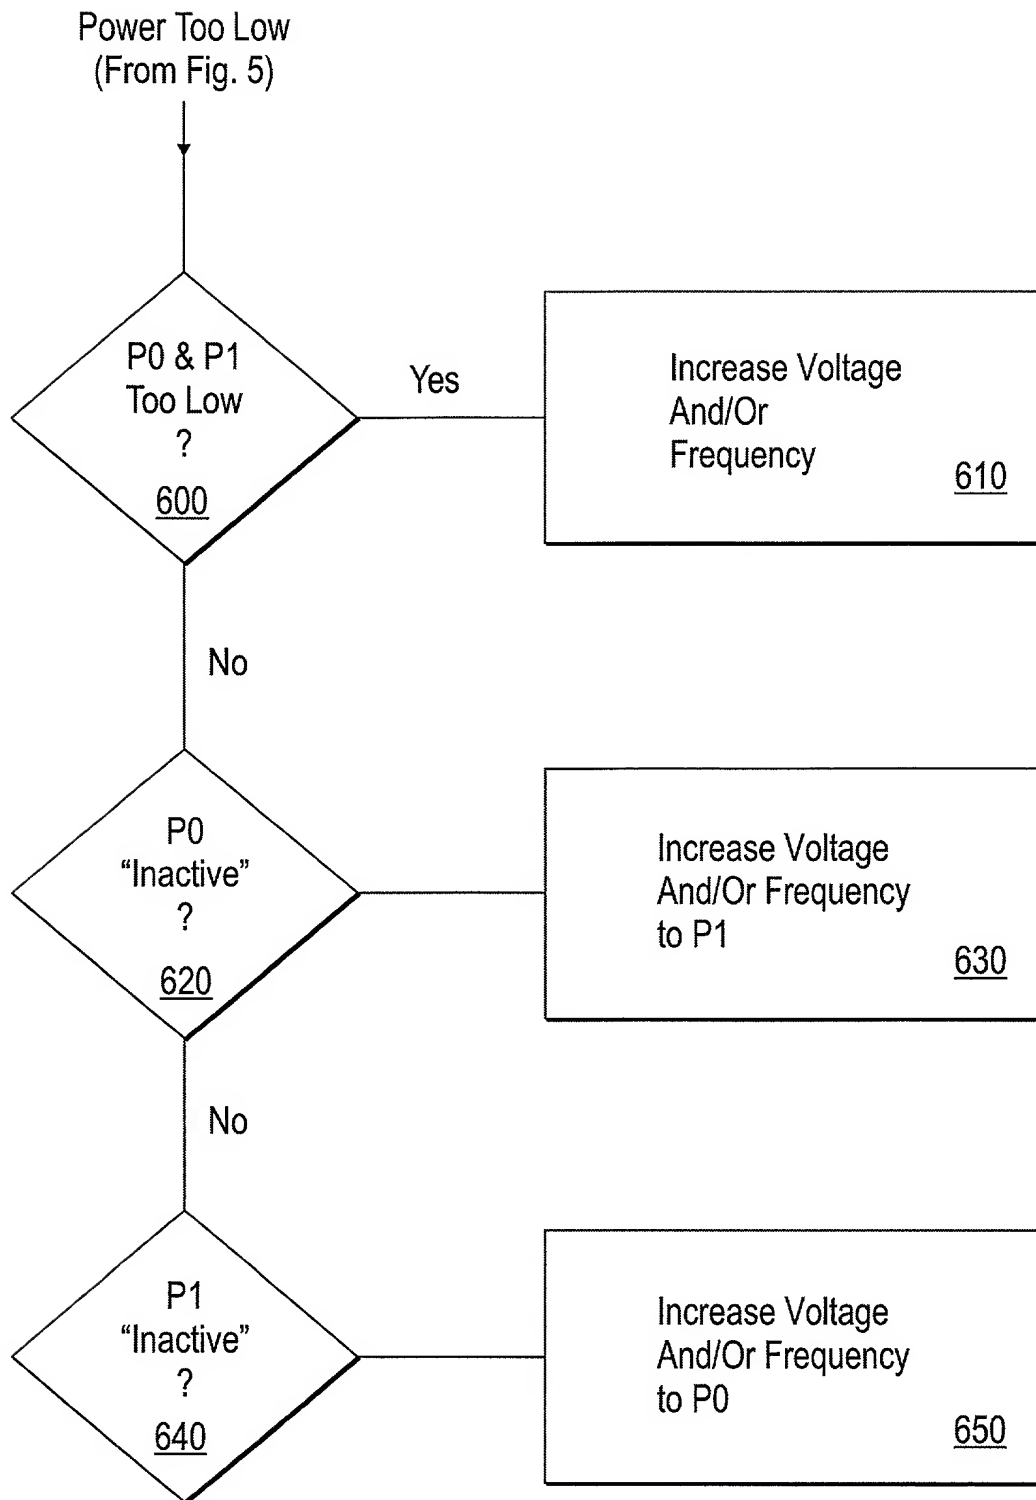 Power Too Low
(From Fig. 5)
P0 & P1
Too Low
?
600
Yes
Increase Voltage
And/Or
Frequency
610
No
P0
“Inactive”
?
620
Increase Voltage
And/Or Frequency
to P1
630
No
P1
“Inactive”
?
640
Increase Voltage
And/Or Frequency
to P0
650